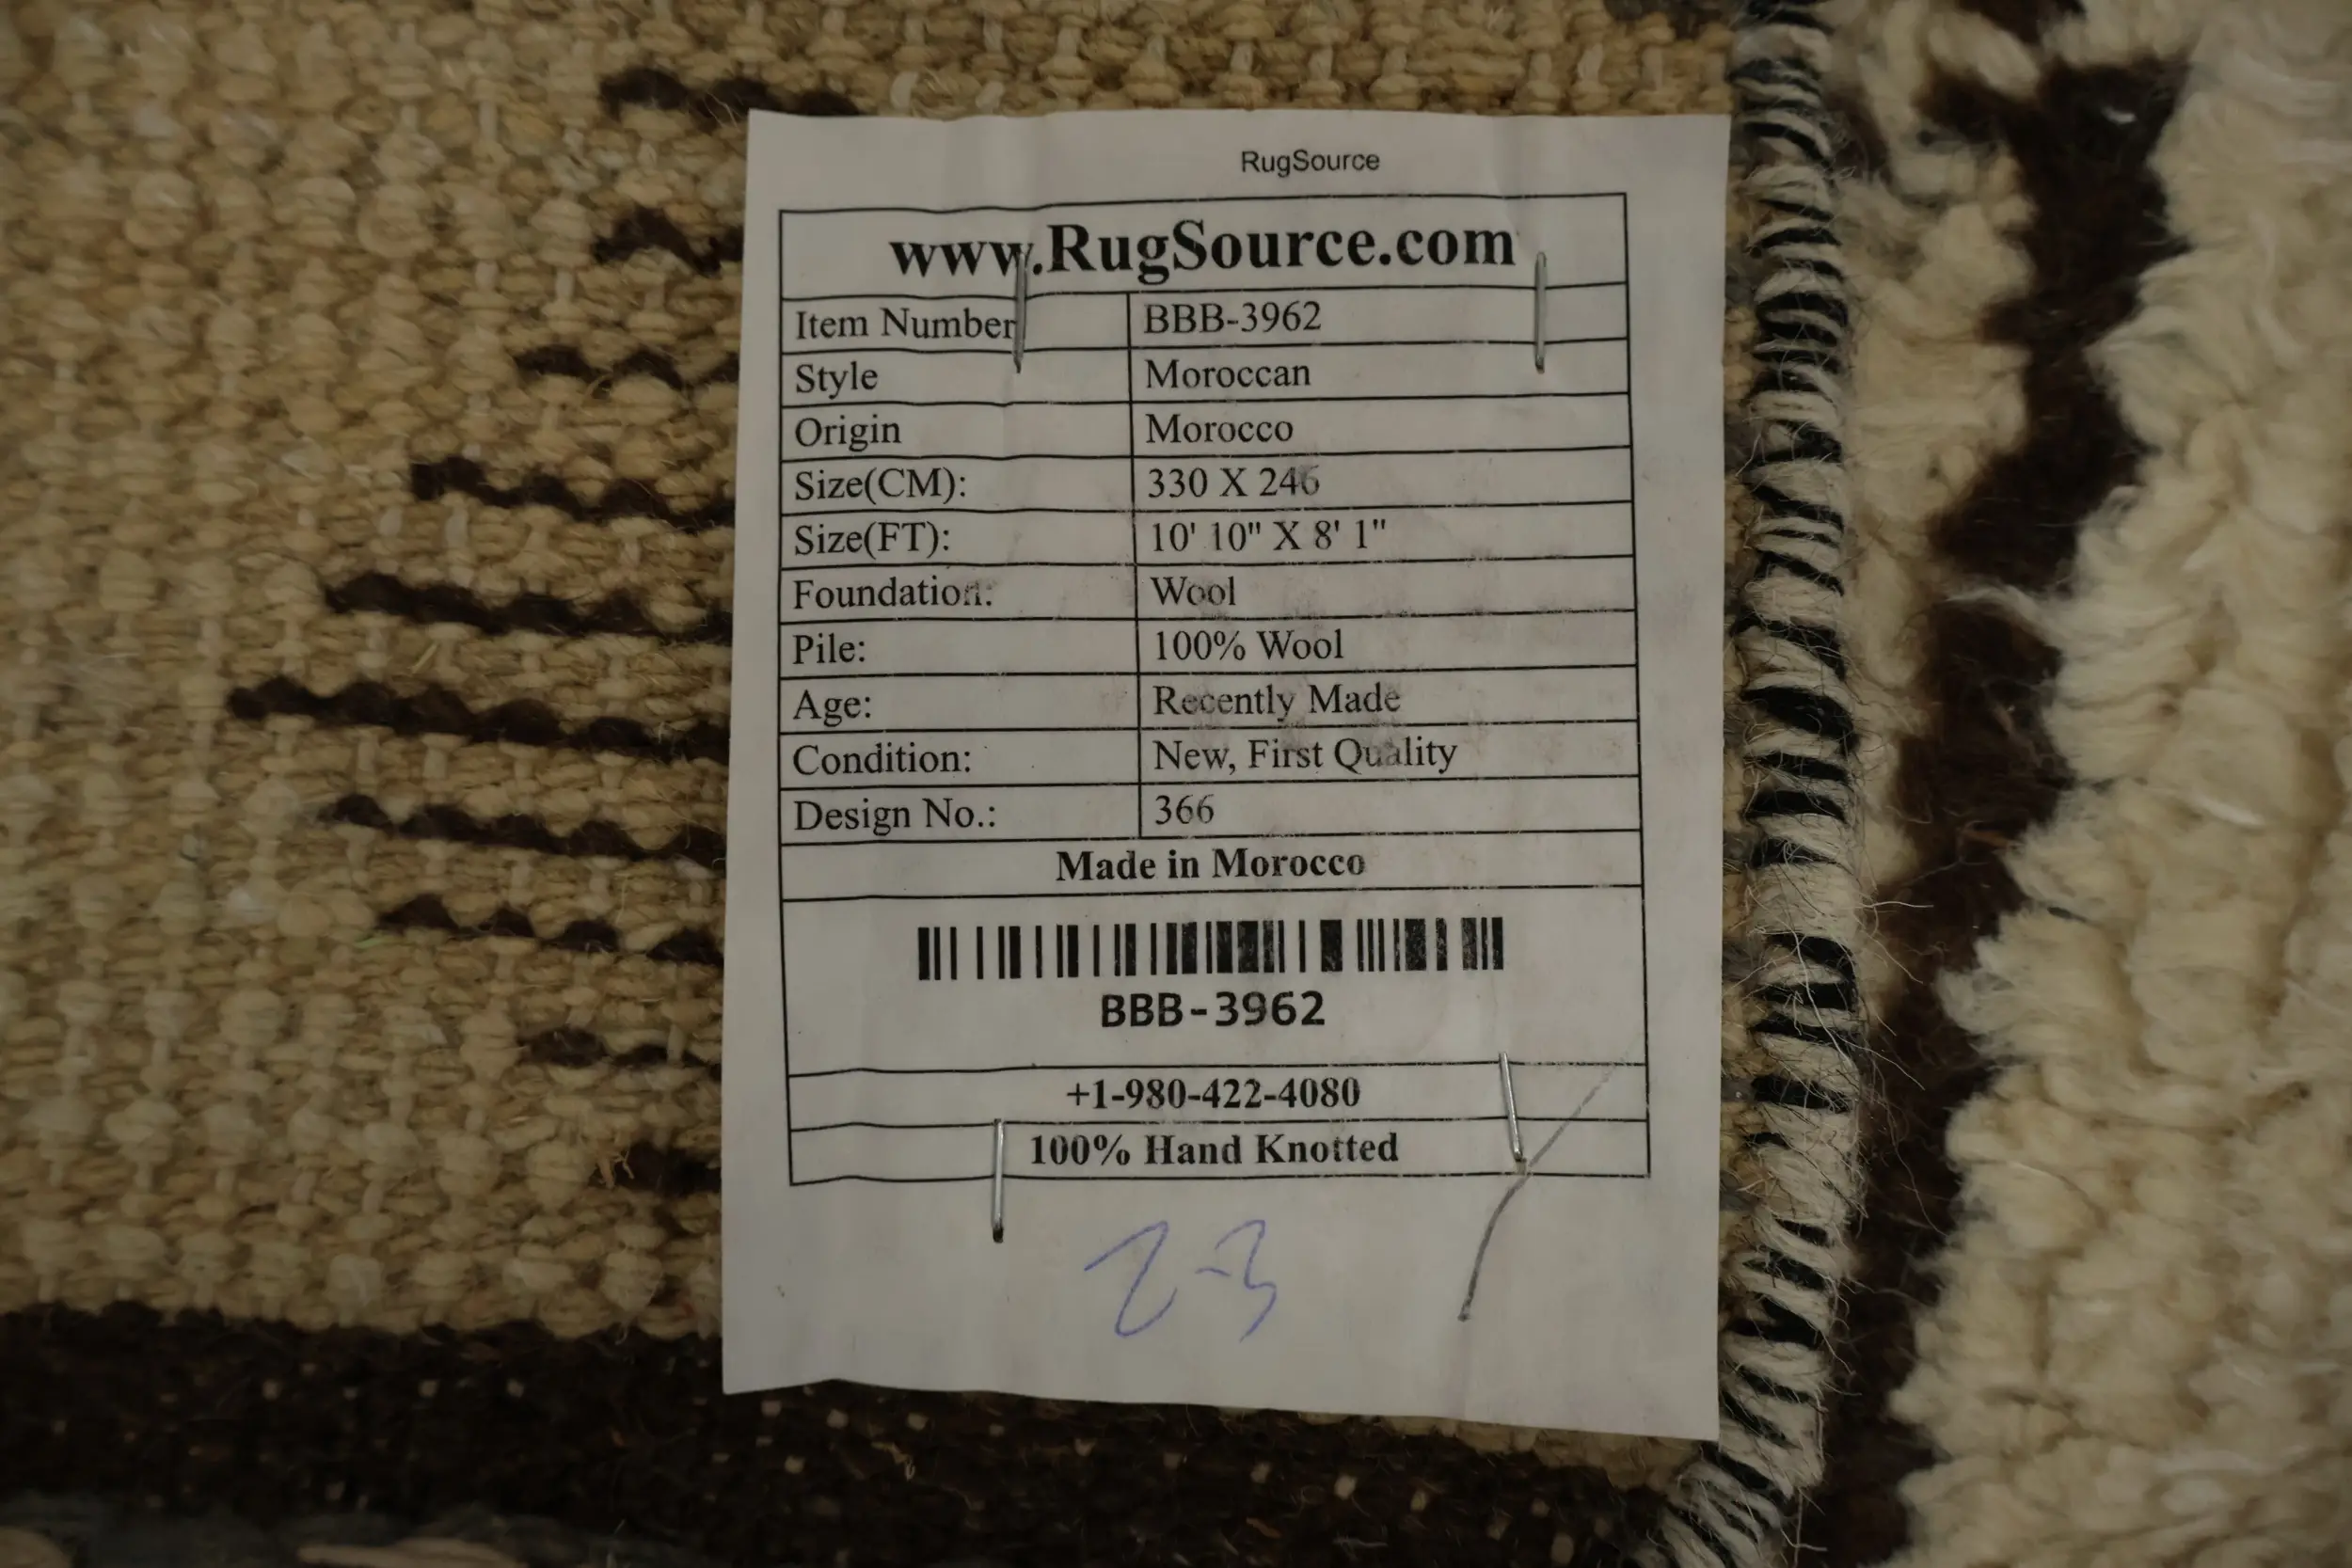 RugSource
www.RugSource.com
Item Number BBB-3962
Style Moroccan
Origin Morocco
Size(CM): 330 X 246
Size(FT): 10' 10" X 8' 1"
Foundation: Wool
Pile: 100% Wool
Age: Recently Made
Condition: New, First Quality
Design No.: 366
Made in Morocco
BBB-3962
+1-980-422-4080
100% Hand Knotted
2-3